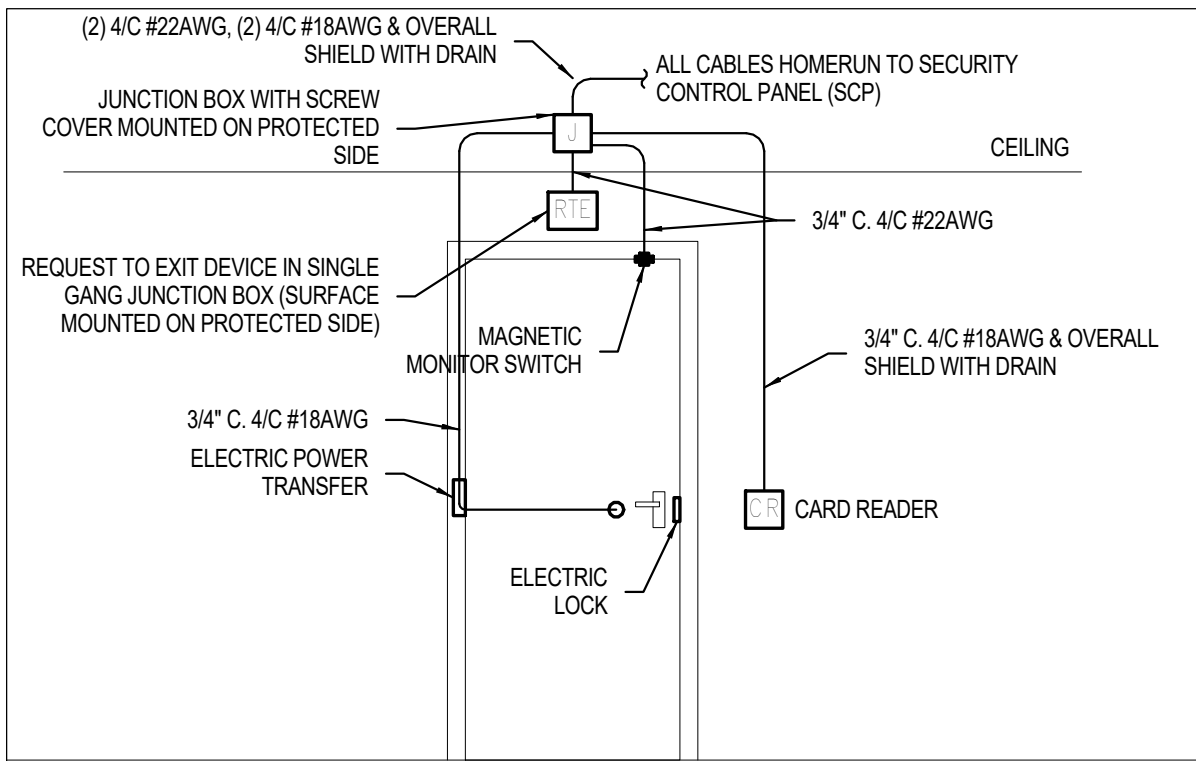 (2) 4/C #22AWG, (2) 4/C #18AWG & OVERALL
SHIELD WITH DRAIN
ALL CABLES HOMERUN TO SECURITY
CONTROL PANEL (SCP)
JUNCTION BOX WITH SCREW
COVER MOUNTED ON PROTECTED
SIDE
J
CEILING
RTE
3/4" C. 4/C #22AWG
REQUEST TO EXIT DEVICE IN SINGLE
GANG JUNCTION BOX (SURFACE
MOUNTED ON PROTECTED SIDE)
MAGNETIC
MONITOR SWITCH
3/4" C. 4/C #18AWG & OVERALL
SHIELD WITH DRAIN
3/4" C. 4/C #18AWG
ELECTRIC POWER
TRANSFER
CR
CARD READER
ELECTRIC
LOCK